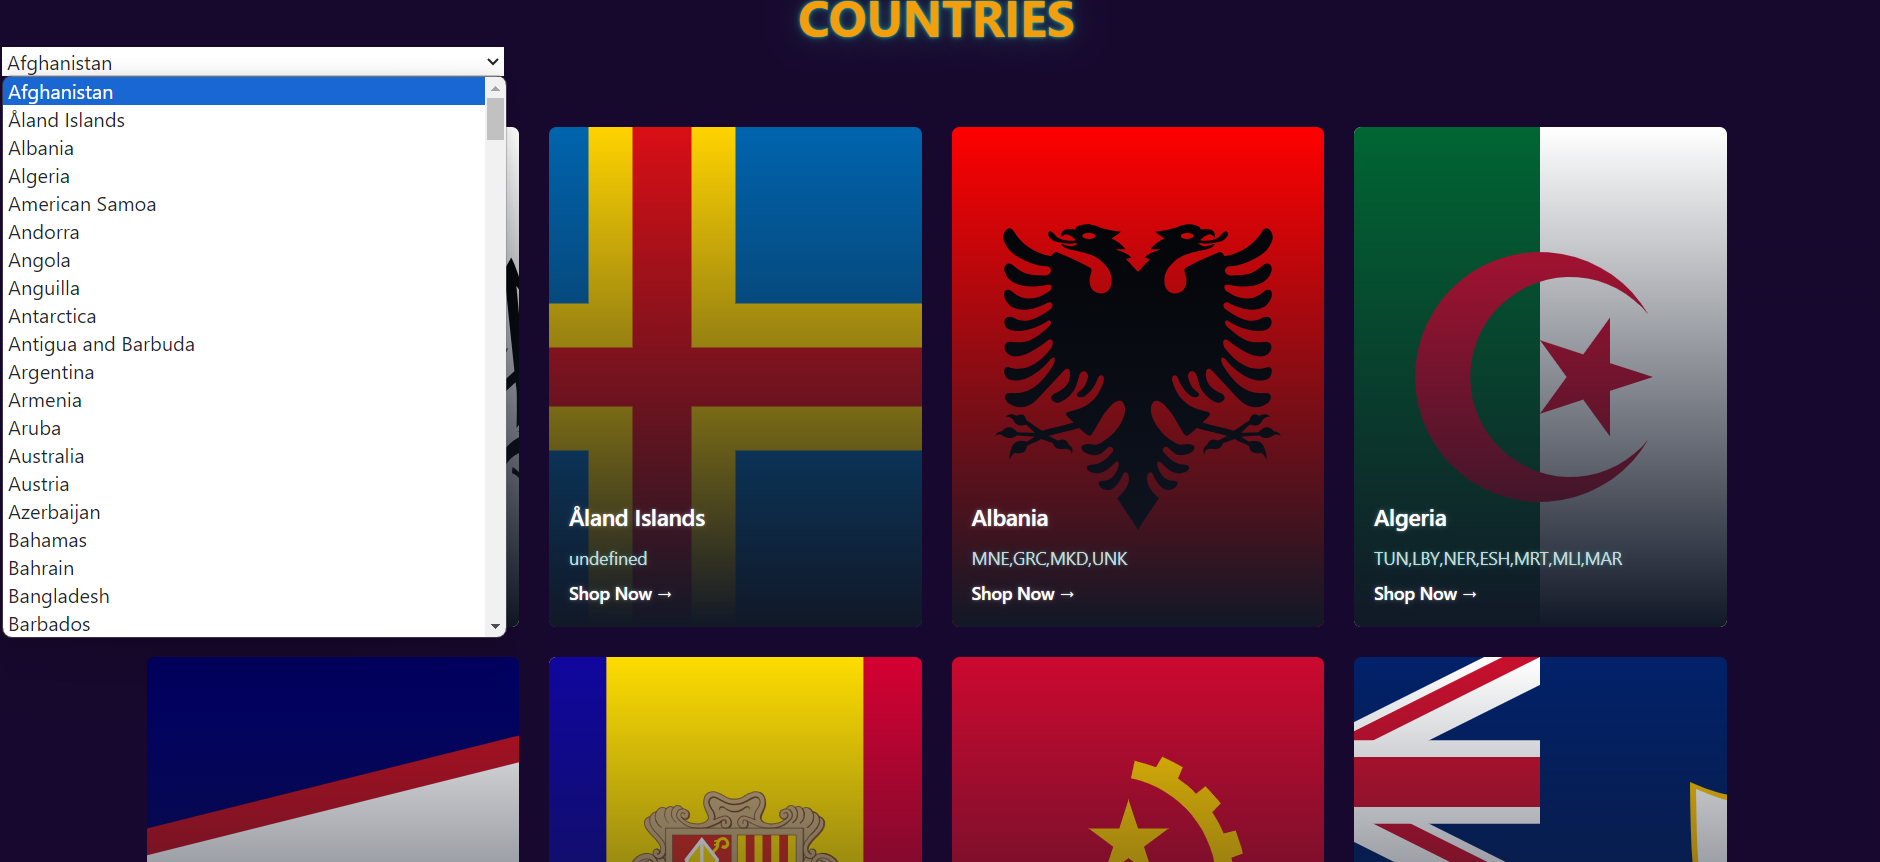 COUNTRIES
Afghanistan
Afghanistan
Åland Islands
Albania
Algeria
American Samoa
Andorra
Angola
Anguilla
Antarctica
Antigua and Barbuda
Argentina
Armenia
Aruba
Australia
Austria
Azerbaijan
Bahamas
Bahrain
Bangladesh
Barbados
Åland Islands
undefined
Shop Now →
Albania
MNE,GRC,MKD,UNK
Shop Now →
Algeria
TUN,LBY,NER,ESH,MRT,MLI,MAR
Shop Now →